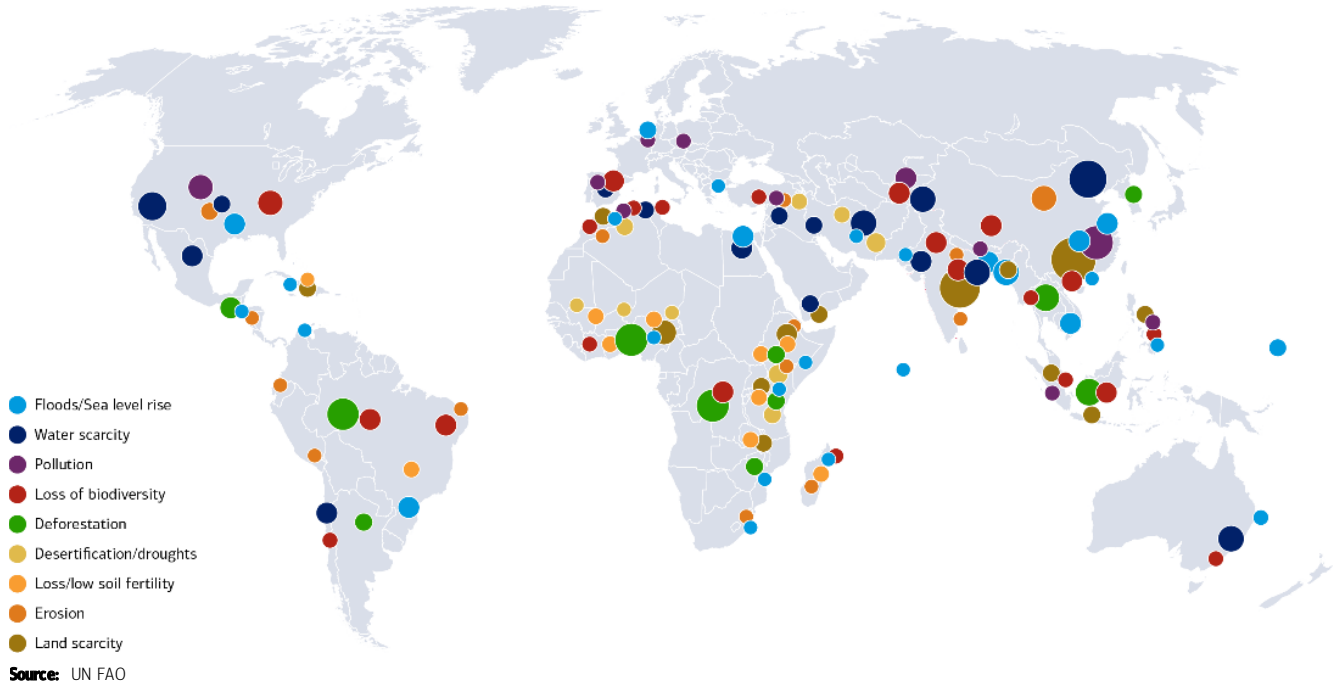 Floods/Sea level rise
Water scarcity
Pollution
Loss of biodiversity
Deforestation
Desertification/droughts
Loss/low soil fertility
Erosion
Land scarcity
Source: UN FAO